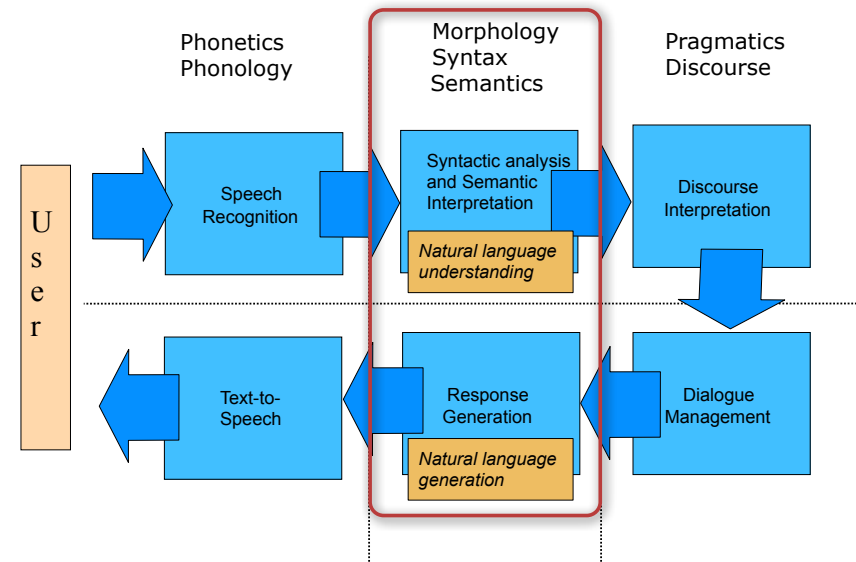 Phonetics
Phonology
Morphology
Syntax
Semantics
Pragmatics
Discourse
User
Speech
Recognition
Syntactic analysis
and Semantic
Interpretation
Natural language
understanding
Discourse
Interpretation
Text-to-
Speech
Response
Generation
Natural language
generation
Dialogue
Management